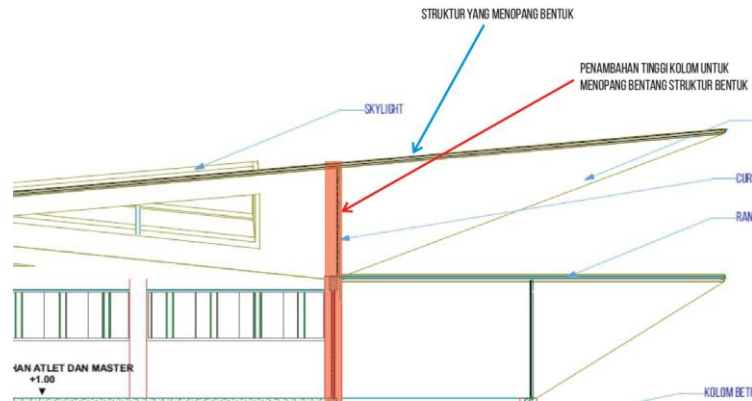 STRUKTUR YANG MENOPANG BENTUK
PENAMBAHAN TINGGI KOLOM UNTUK
MENOPANG BENTANG STRUKTUR BENTUK
SKYLIGHT
CUR
RAN
HAN ATLET DAN MASTER
+1.00
KOLOM BET